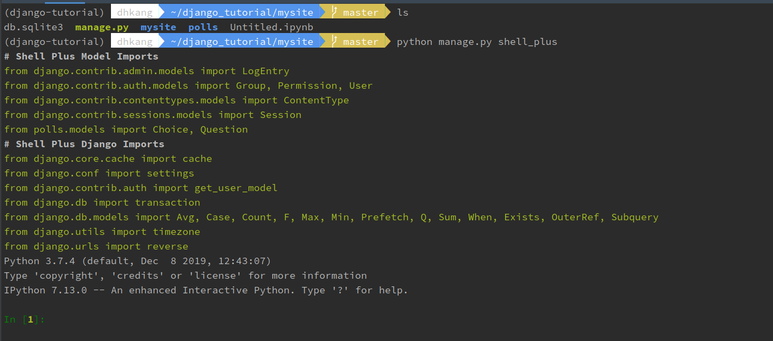 (django-tutorial) dhkang ~/django_tutorial/mysite master ls
db.sqlite3 manage.py mysite polls Untitled.ipynb
(django-tutorial) dhkang ~/django_tutorial/mysite master python manage.py shell_plus
# Shell Plus Model Imports
from django.contrib.admin.models import LogEntry
from django.contrib.auth.models import Group, Permission, User
from django.contrib.contenttypes.models import ContentType
from django.contrib.sessions.models import Session
from polls.models import Choice, Question
# Shell Plus Django Imports
from django.core.cache import cache
from django.conf import settings
from django.contrib.auth import get_user_model
from django.db import transaction
from django.db.models import Avg, Case, Count, F, Max, Min, Prefetch, Q, Sum, When, Exists, OuterRef, Subquery
from django.utils import timezone
from django.urls import reverse
Python 3.7.4 (default, Dec  8 2019, 12:43:07)
Type 'copyright', 'credits' or 'license' for more information
IPython 7.13.0 -- An enhanced Interactive Python. Type '?' for help.
In [1]: